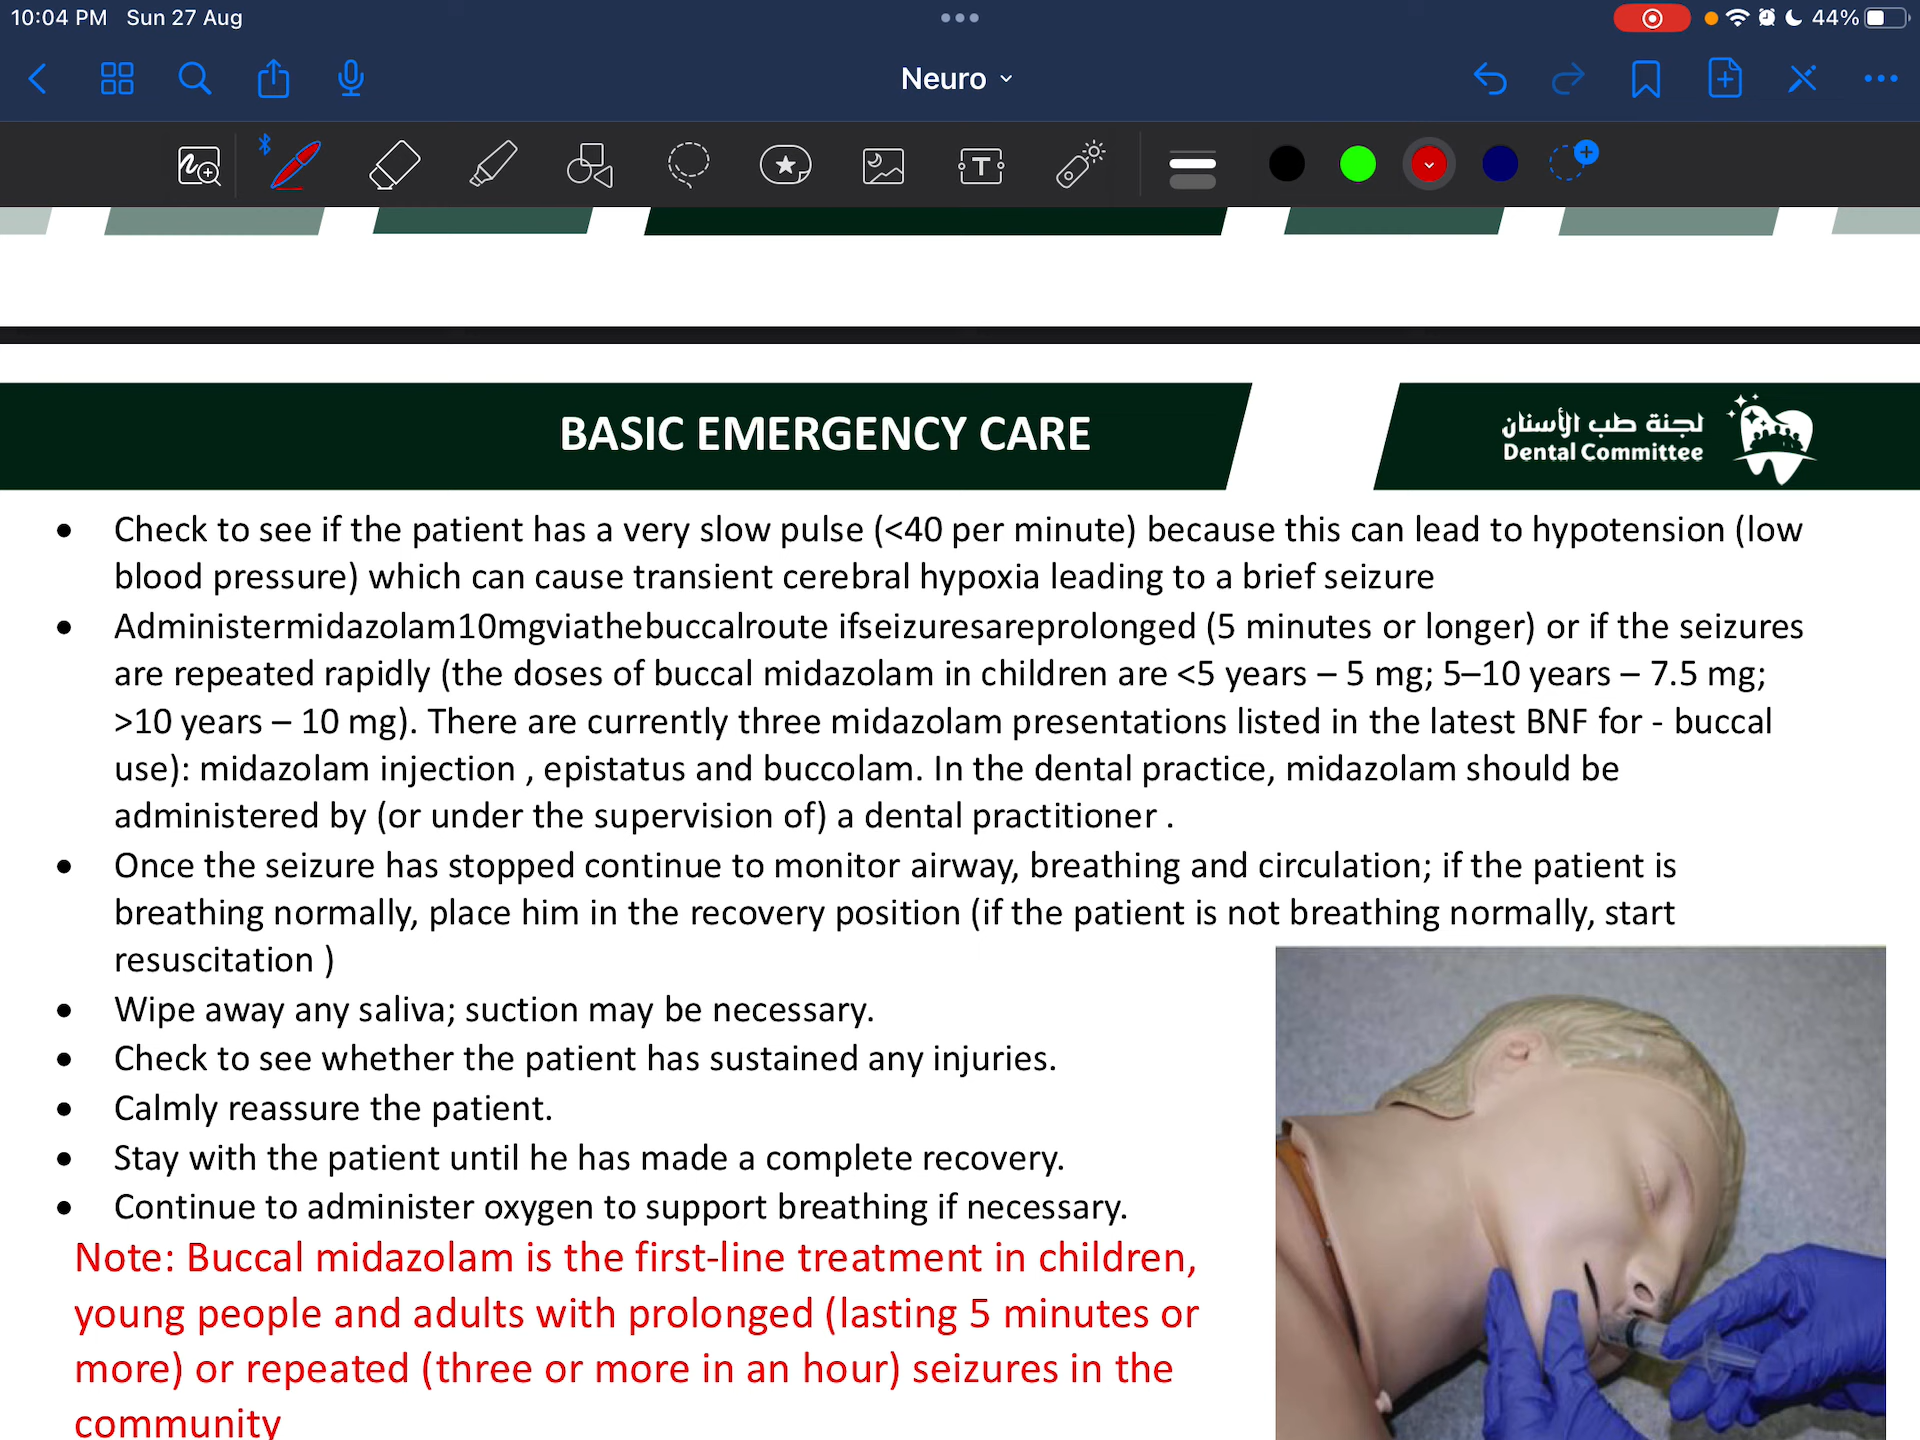 10:04 PM Sun 27 Aug
44%
Neuro
T
BASIC EMERGENCY CARE
لجنة طب الأسنان
Dental Committee
• Check to see if the patient has a very slow pulse (<40 per minute) because this can lead to hypotension (low
blood pressure) which can cause transient cerebral hypoxia leading to a brief seizure
• Administermidazolam10mgviathebuccalroute ifseizuresareprolonged (5 minutes or longer) or if the seizures
are repeated rapidly (the doses of buccal midazolam in children are <5 years – 5 mg; 5–10 years – 7.5 mg;
>10 years – 10 mg). There are currently three midazolam presentations listed in the latest BNF for - buccal
use): midazolam injection , epistatus and buccolam. In the dental practice, midazolam should be
administered by (or under the supervision of) a dental practitioner .
• Once the seizure has stopped continue to monitor airway, breathing and circulation; if the patient is
breathing normally, place him in the recovery position (if the patient is not breathing normally, start
resuscitation )
• Wipe away any saliva; suction may be necessary.
• Check to see whether the patient has sustained any injuries.
• Calmly reassure the patient.
• Stay with the patient until he has made a complete recovery.
• Continue to administer oxygen to support breathing if necessary.
Note: Buccal midazolam is the first-line treatment in children,
young people and adults with prolonged (lasting 5 minutes or
more) or repeated (three or more in an hour) seizures in the
community